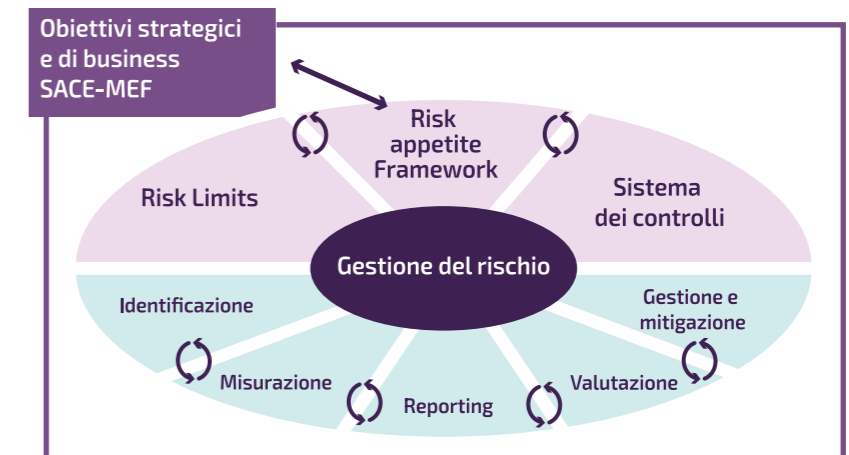 Obiettivi strategici
e di business
SACE-MEF
Risk
appetite
Framework
Risk Limits
Sistema
dei controlli
Gestione del rischio
Identificazione
Gestione e
mitigazione
Misurazione
Valutazione
Reporting